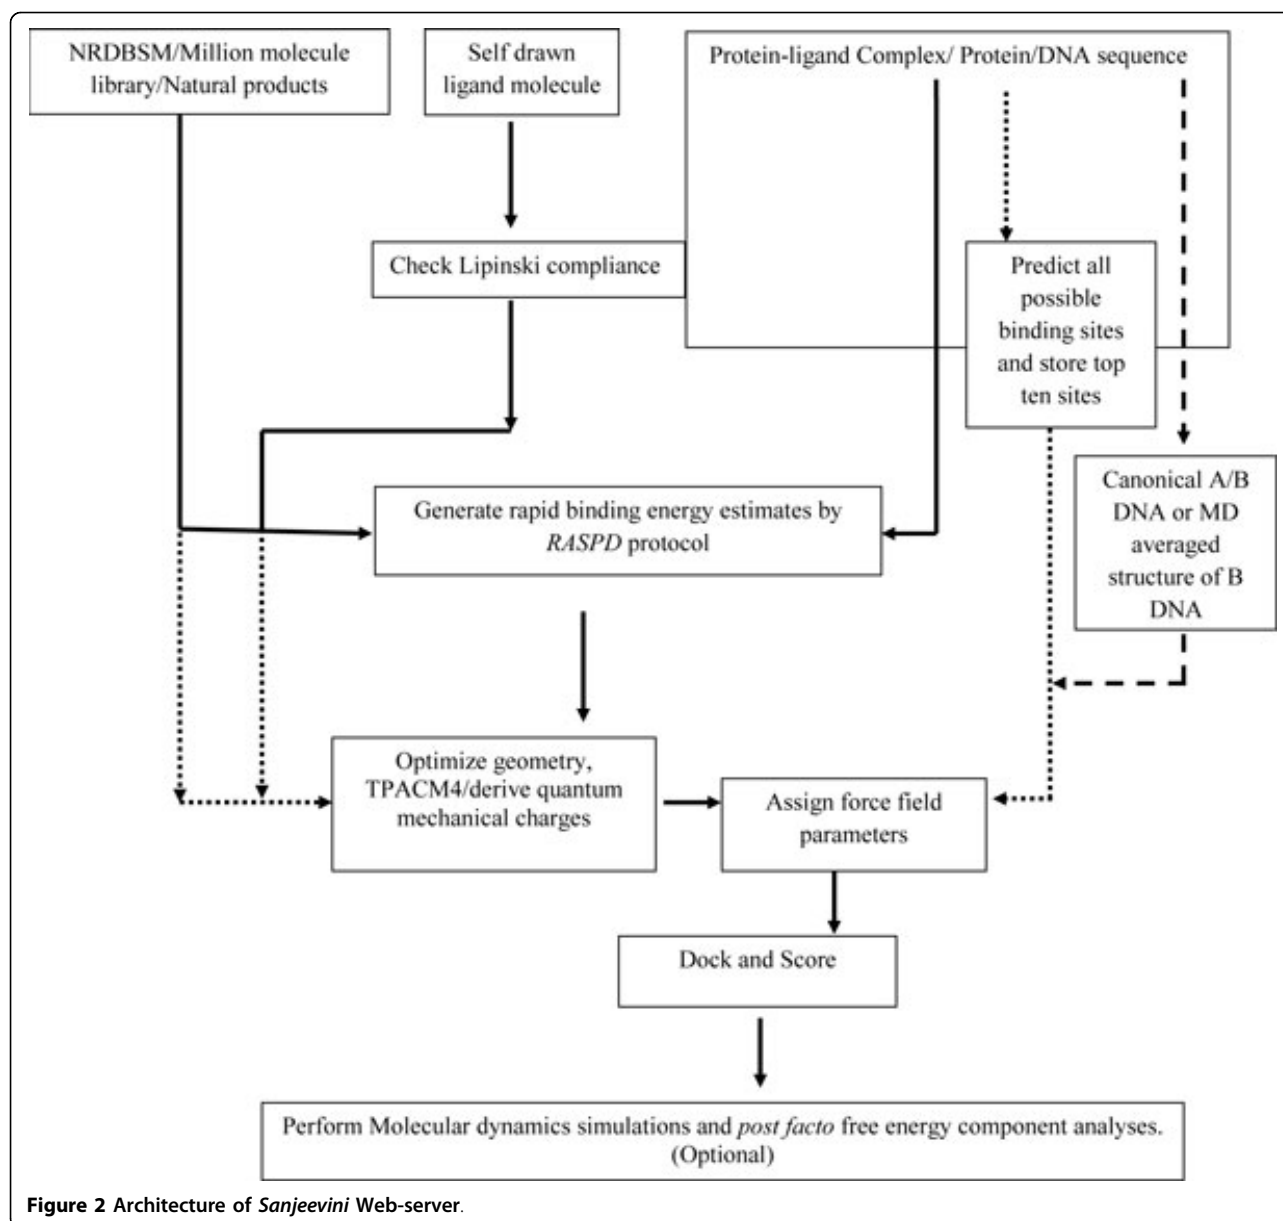 NRDBSM/Million molecule
library/Natural products
Self drawn
ligand molecule
Protein-ligand Complex/ Protein/DNA sequence
Check Lipinski compliance
Predict all
possible
binding sites
and store top
ten sites
Canonical A/B
DNA or MD
averaged
structure of B
DNA
Generate rapid binding energy estimates by
RASPD protocol
Optimize geometry,
TPACM4/derive quantum
mechanical charges
Assign force field
parameters
Dock and Score
Perform Molecular dynamics simulations and post facto free energy component analyses.
(Optional)
Figure 2 Architecture of Sanjeevini Web-server.